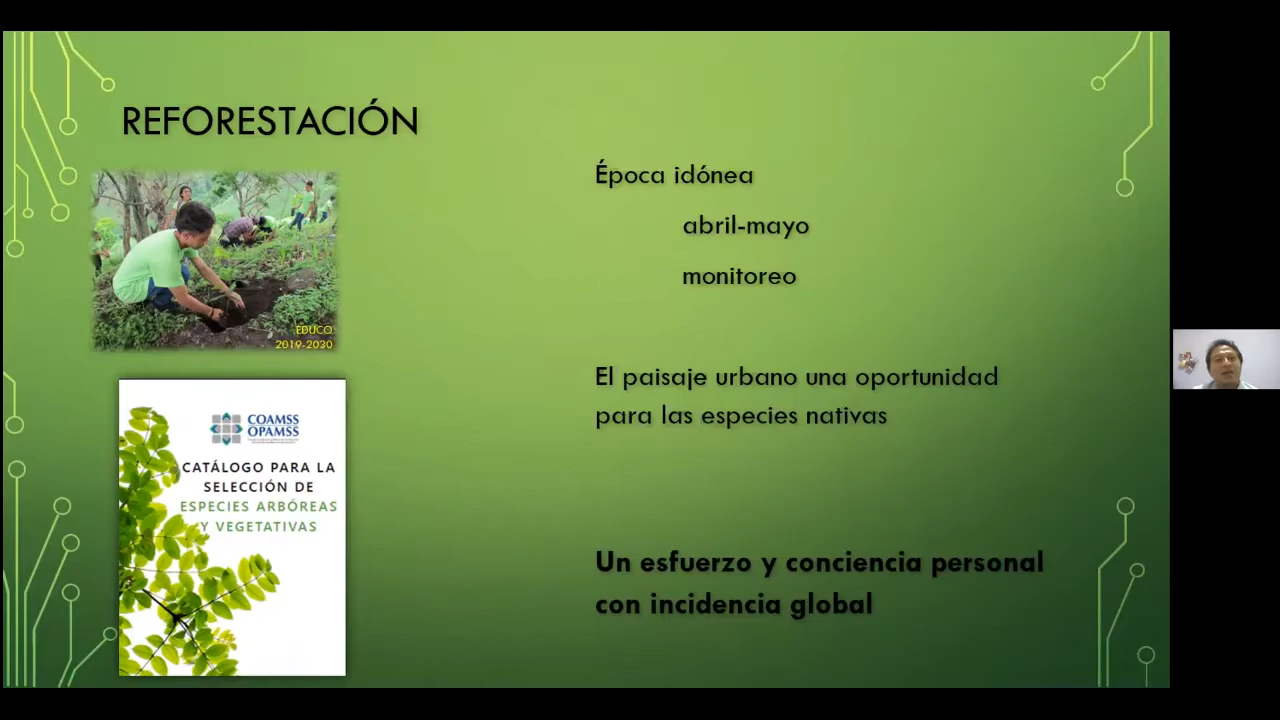 REFORESTACIÓN
EDUCO
2019-2030
COAMSS
OPAMSS
CATÁLOGO PARA LA
SELECCIÓN DE
ESPECIES ARBÓREAS
Y VEGETATIVAS
Época idónea
abril-mayo
monitoreo
El paisaje urbano una oportunidad
para las especies nativas
Un esfuerzo y conciencia personal
con incidencia global